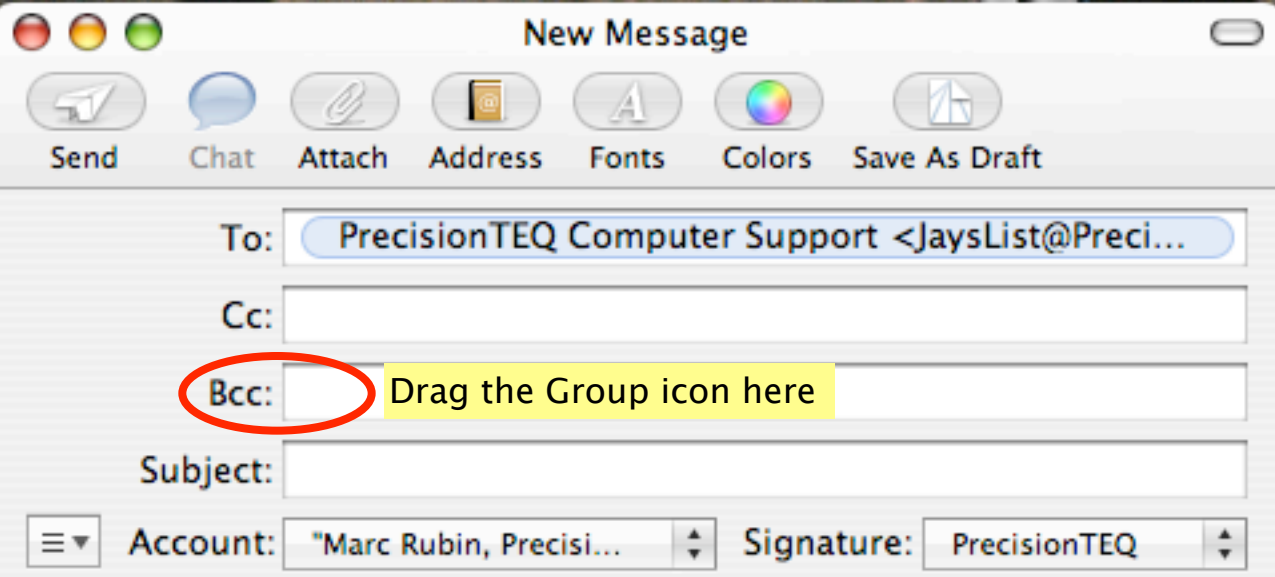 New Message
Send Chat Attach Address Fonts Colors Save As Draft
To: PrecisionTEQ Computer Support <JaysList@Preci...
Cc:
Bcc: Drag the Group icon here
Subject:
Account: "Marc Rubin, Precisi... Signature: PrecisionTEQ